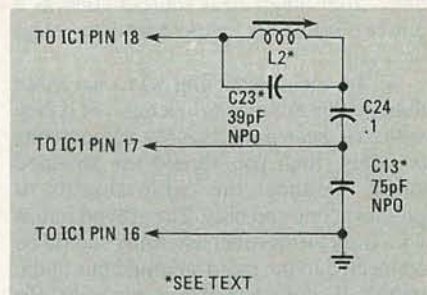 TO IC1 PIN 18
L2*
C23*
39pF
NPO
C24
.1
TO IC1 PIN 17
C13*
75pF
NPO
TO IC1 PIN 16
*SEE TEXT